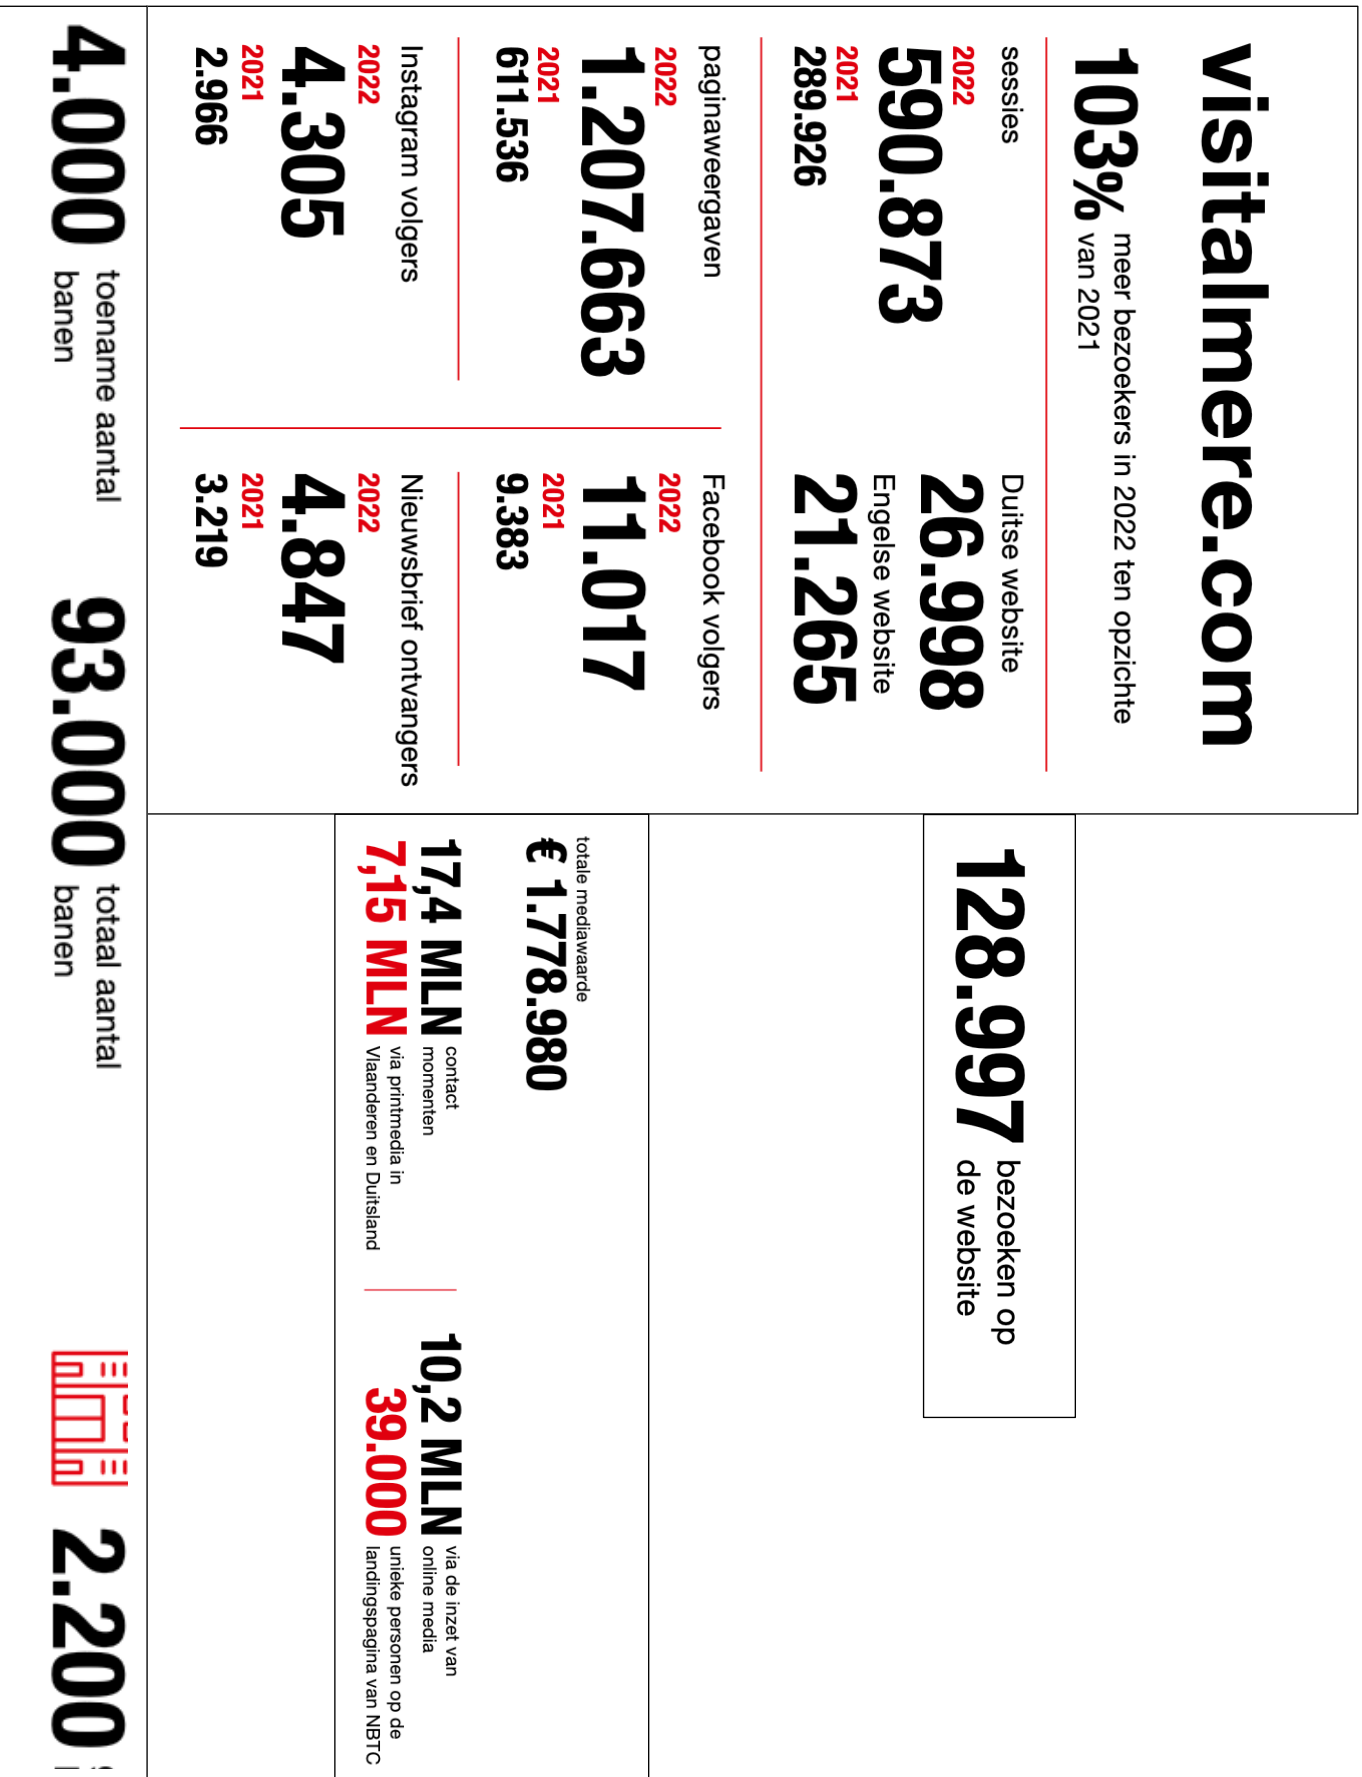 visitalmere.com
103% meer bezoekers in 2022 ten opzichte
van 2021
sessies
2022
590.873
2021
289.926
Duitse website
26.998
Engelse website
21.265
paginaweergaven
2022
1.207.663
2021
611.536
Facebook volgers
2022
11.017
2021
9.383
Instagram volgers
2022
4.305
2021
2.966
Nieuwsbrief ontvangers
2022
4.847
2021
3.219
128.997 bezoeken op
de website
totale mediawaarde
€ 1.778.980
17,4 MLN contact
momenten
7,15 MLN via printmedia in
Vlaanderen en Duitsland
10,2 MLN via de inzet van
online media
39.000 unieke personen op de
landingspagina van NBTC
4.000 toename aantal
banen
93.000 totaal aantal
banen
2.200